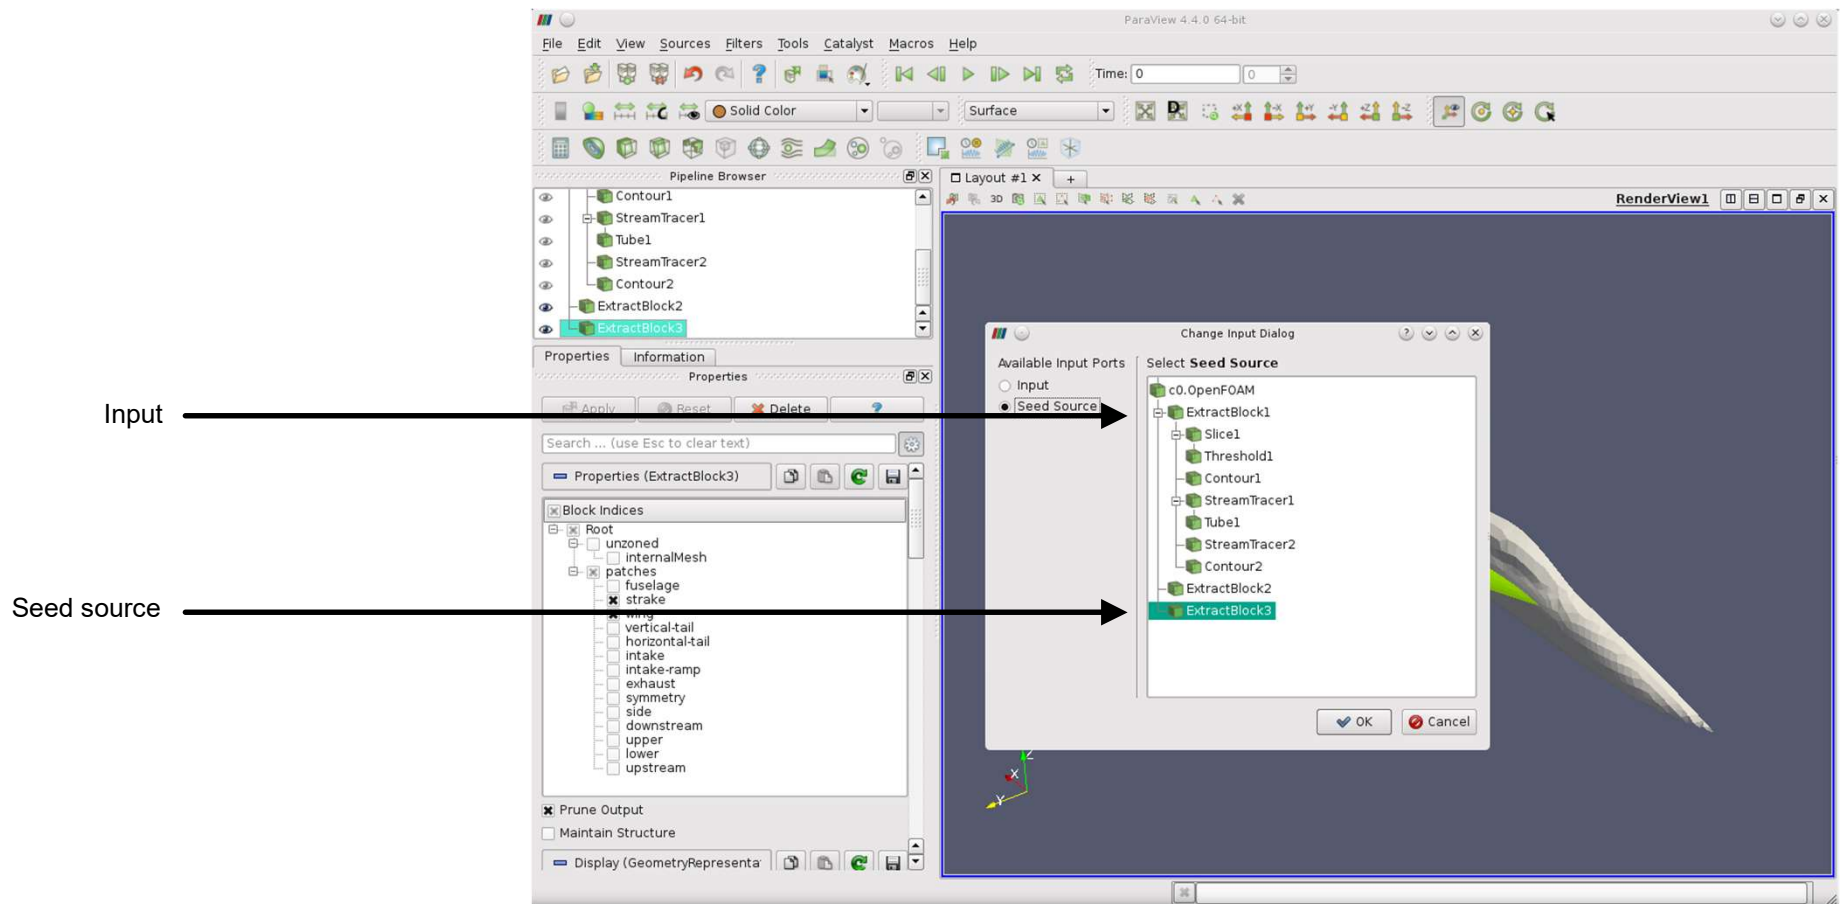 ParaView 4.4.0 64-bit
File Edit View Sources Filters Tools Catalyst Macros Help
Time: 0 0
Solid Color Surface
Pipeline Browser
Contour1
StreamTracer1
Tube1
StreamTracer2
Contour2
ExtractBlock2
ExtractBlock3
Properties Information
Properties
Apply Reset Delete ?
Search ... (use Esc to clear text)
Properties (ExtractBlock3)
Block Indices
Root
unzoned
internalMesh
patches
fuselage
strake
wing
vertical-tail
horizontal-tail
intake
intake-ramp
exhaust
symmetry
side
downstream
upper
lower
upstream
Prune Output
Maintain Structure
Display (GeometryRepresenta
Layout #1 +
3D RenderView1
Change Input Dialog
Available Input Ports
Input
Seed Source
Select Seed Source
c0.OpenFOAM
ExtractBlock1
Slice1
Threshold1
Contour1
StreamTracer1
Tube1
StreamTracer2
Contour2
ExtractBlock2
ExtractBlock3
OK Cancel
Z
X
Y
Input
Seed source